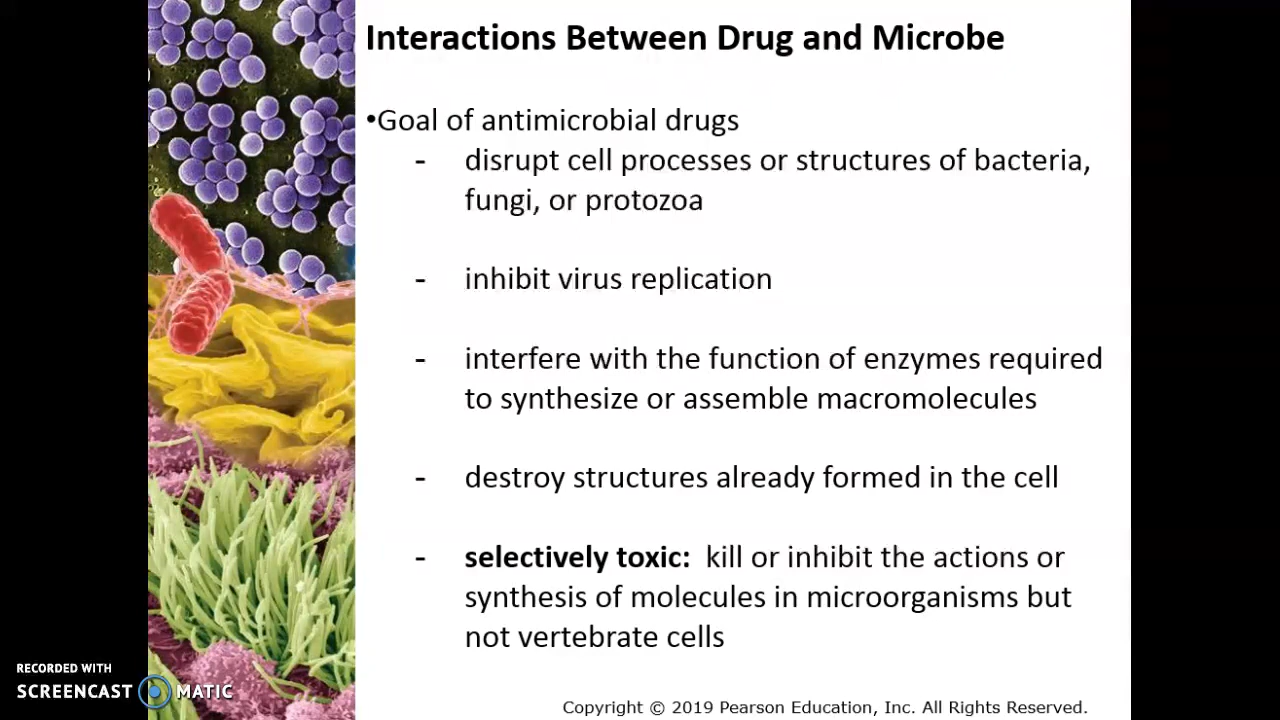 Interactions Between Drug and Microbe
•Goal of antimicrobial drugs
- disrupt cell processes or structures of bacteria,
fungi, or protozoa
- inhibit virus replication
- interfere with the function of enzymes required
to synthesize or assemble macromolecules
- destroy structures already formed in the cell
- selectively toxic: kill or inhibit the actions or
synthesis of molecules in microorganisms but
not vertebrate cells
RECORDED WITH
SCREENCAST MATIC
Copyright © 2019 Pearson Education, Inc. All Rights Reserved.